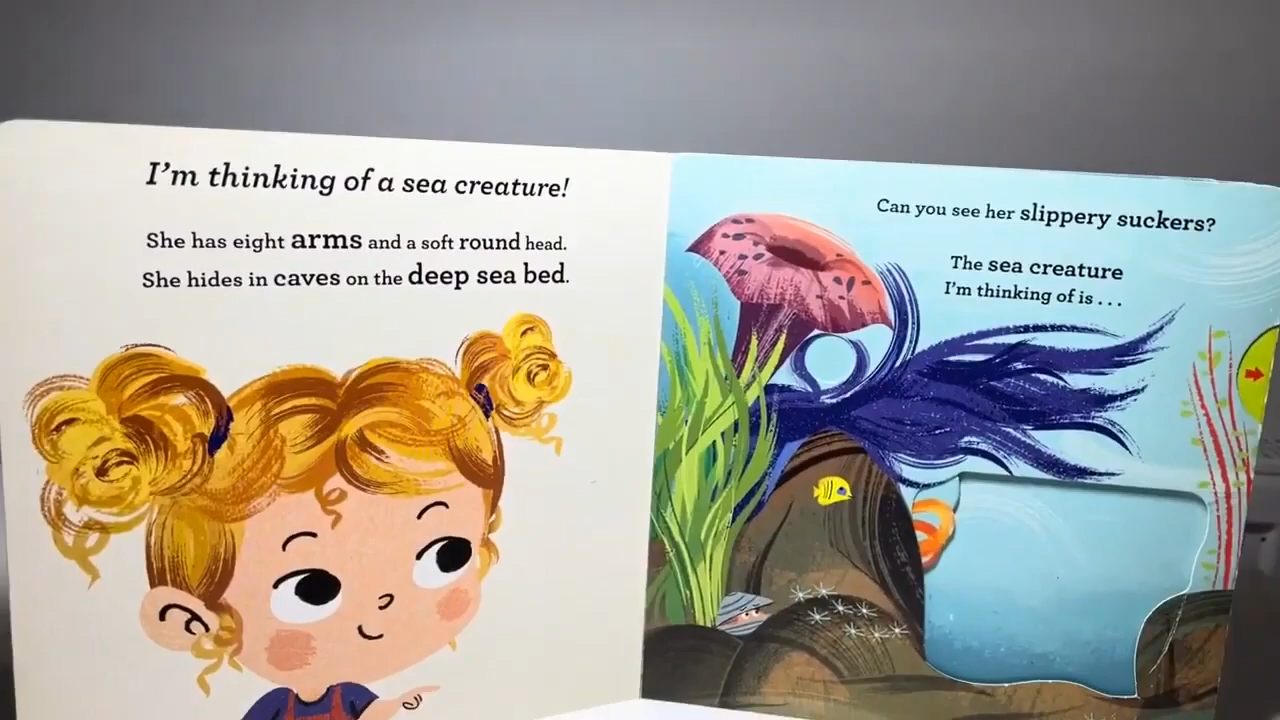 I'm thinking of a sea creature!
She has eight arms and a soft round head.
She hides in caves on the deep sea bed.
Can you see her slippery suckers?
The sea creature
I'm thinking of is . . .